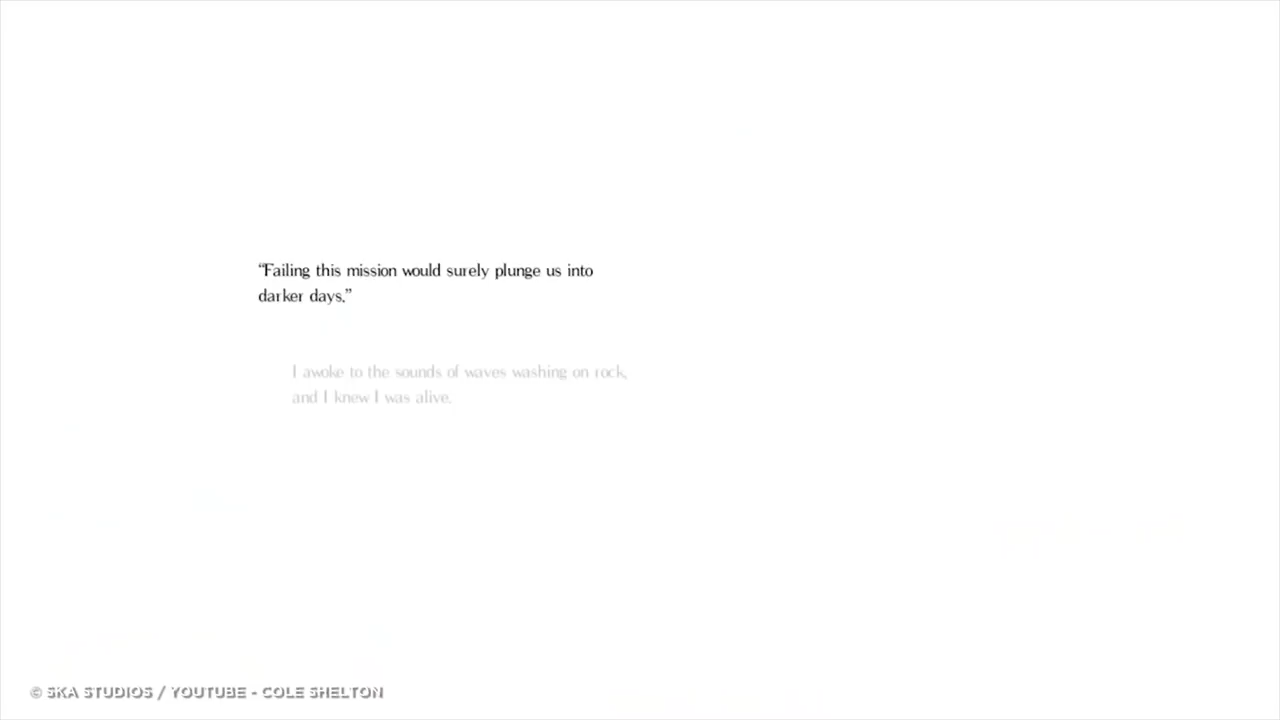 “Failing this mission would surely plunge us into
darker days.”
I awoke to the sounds of waves washing on rock,
and I knew I was alive.
© SKA STUDIOS / YOUTUBE - COLE SHELTON